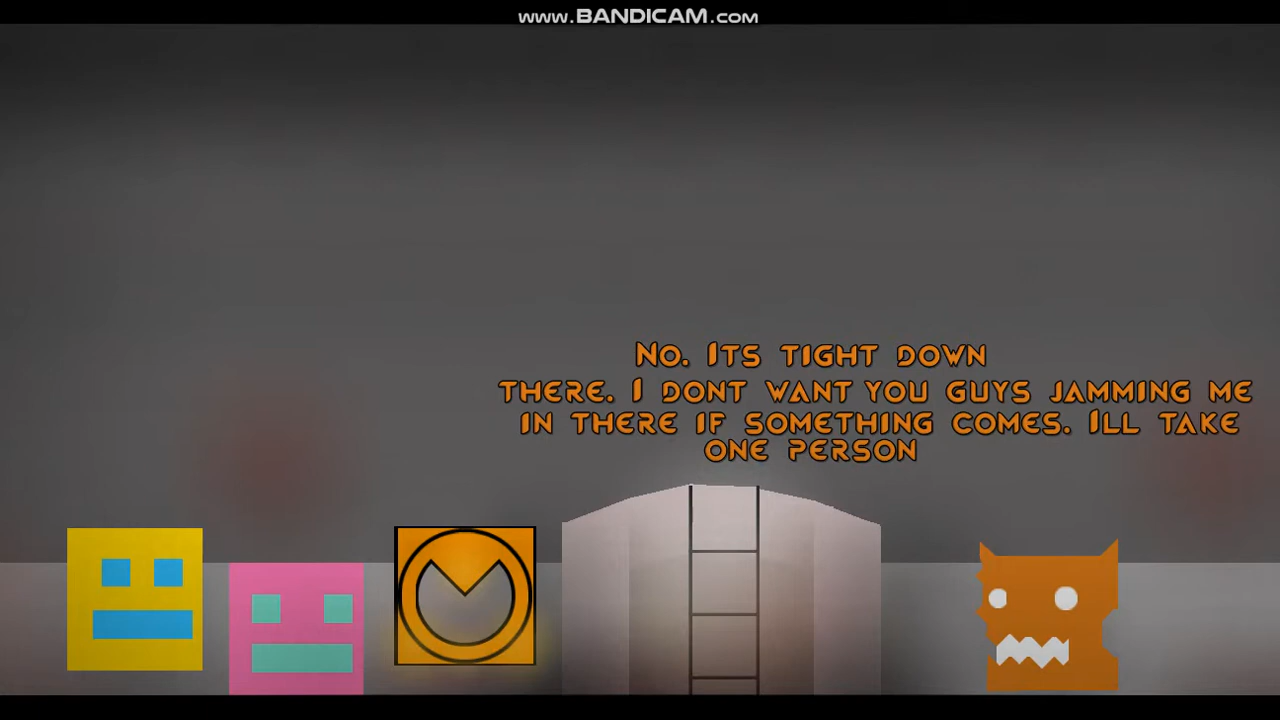 www.BANDICAM.com
No. Its tight down
there. I dont want you guys jamming me
in there if something comes. Ill take
one person